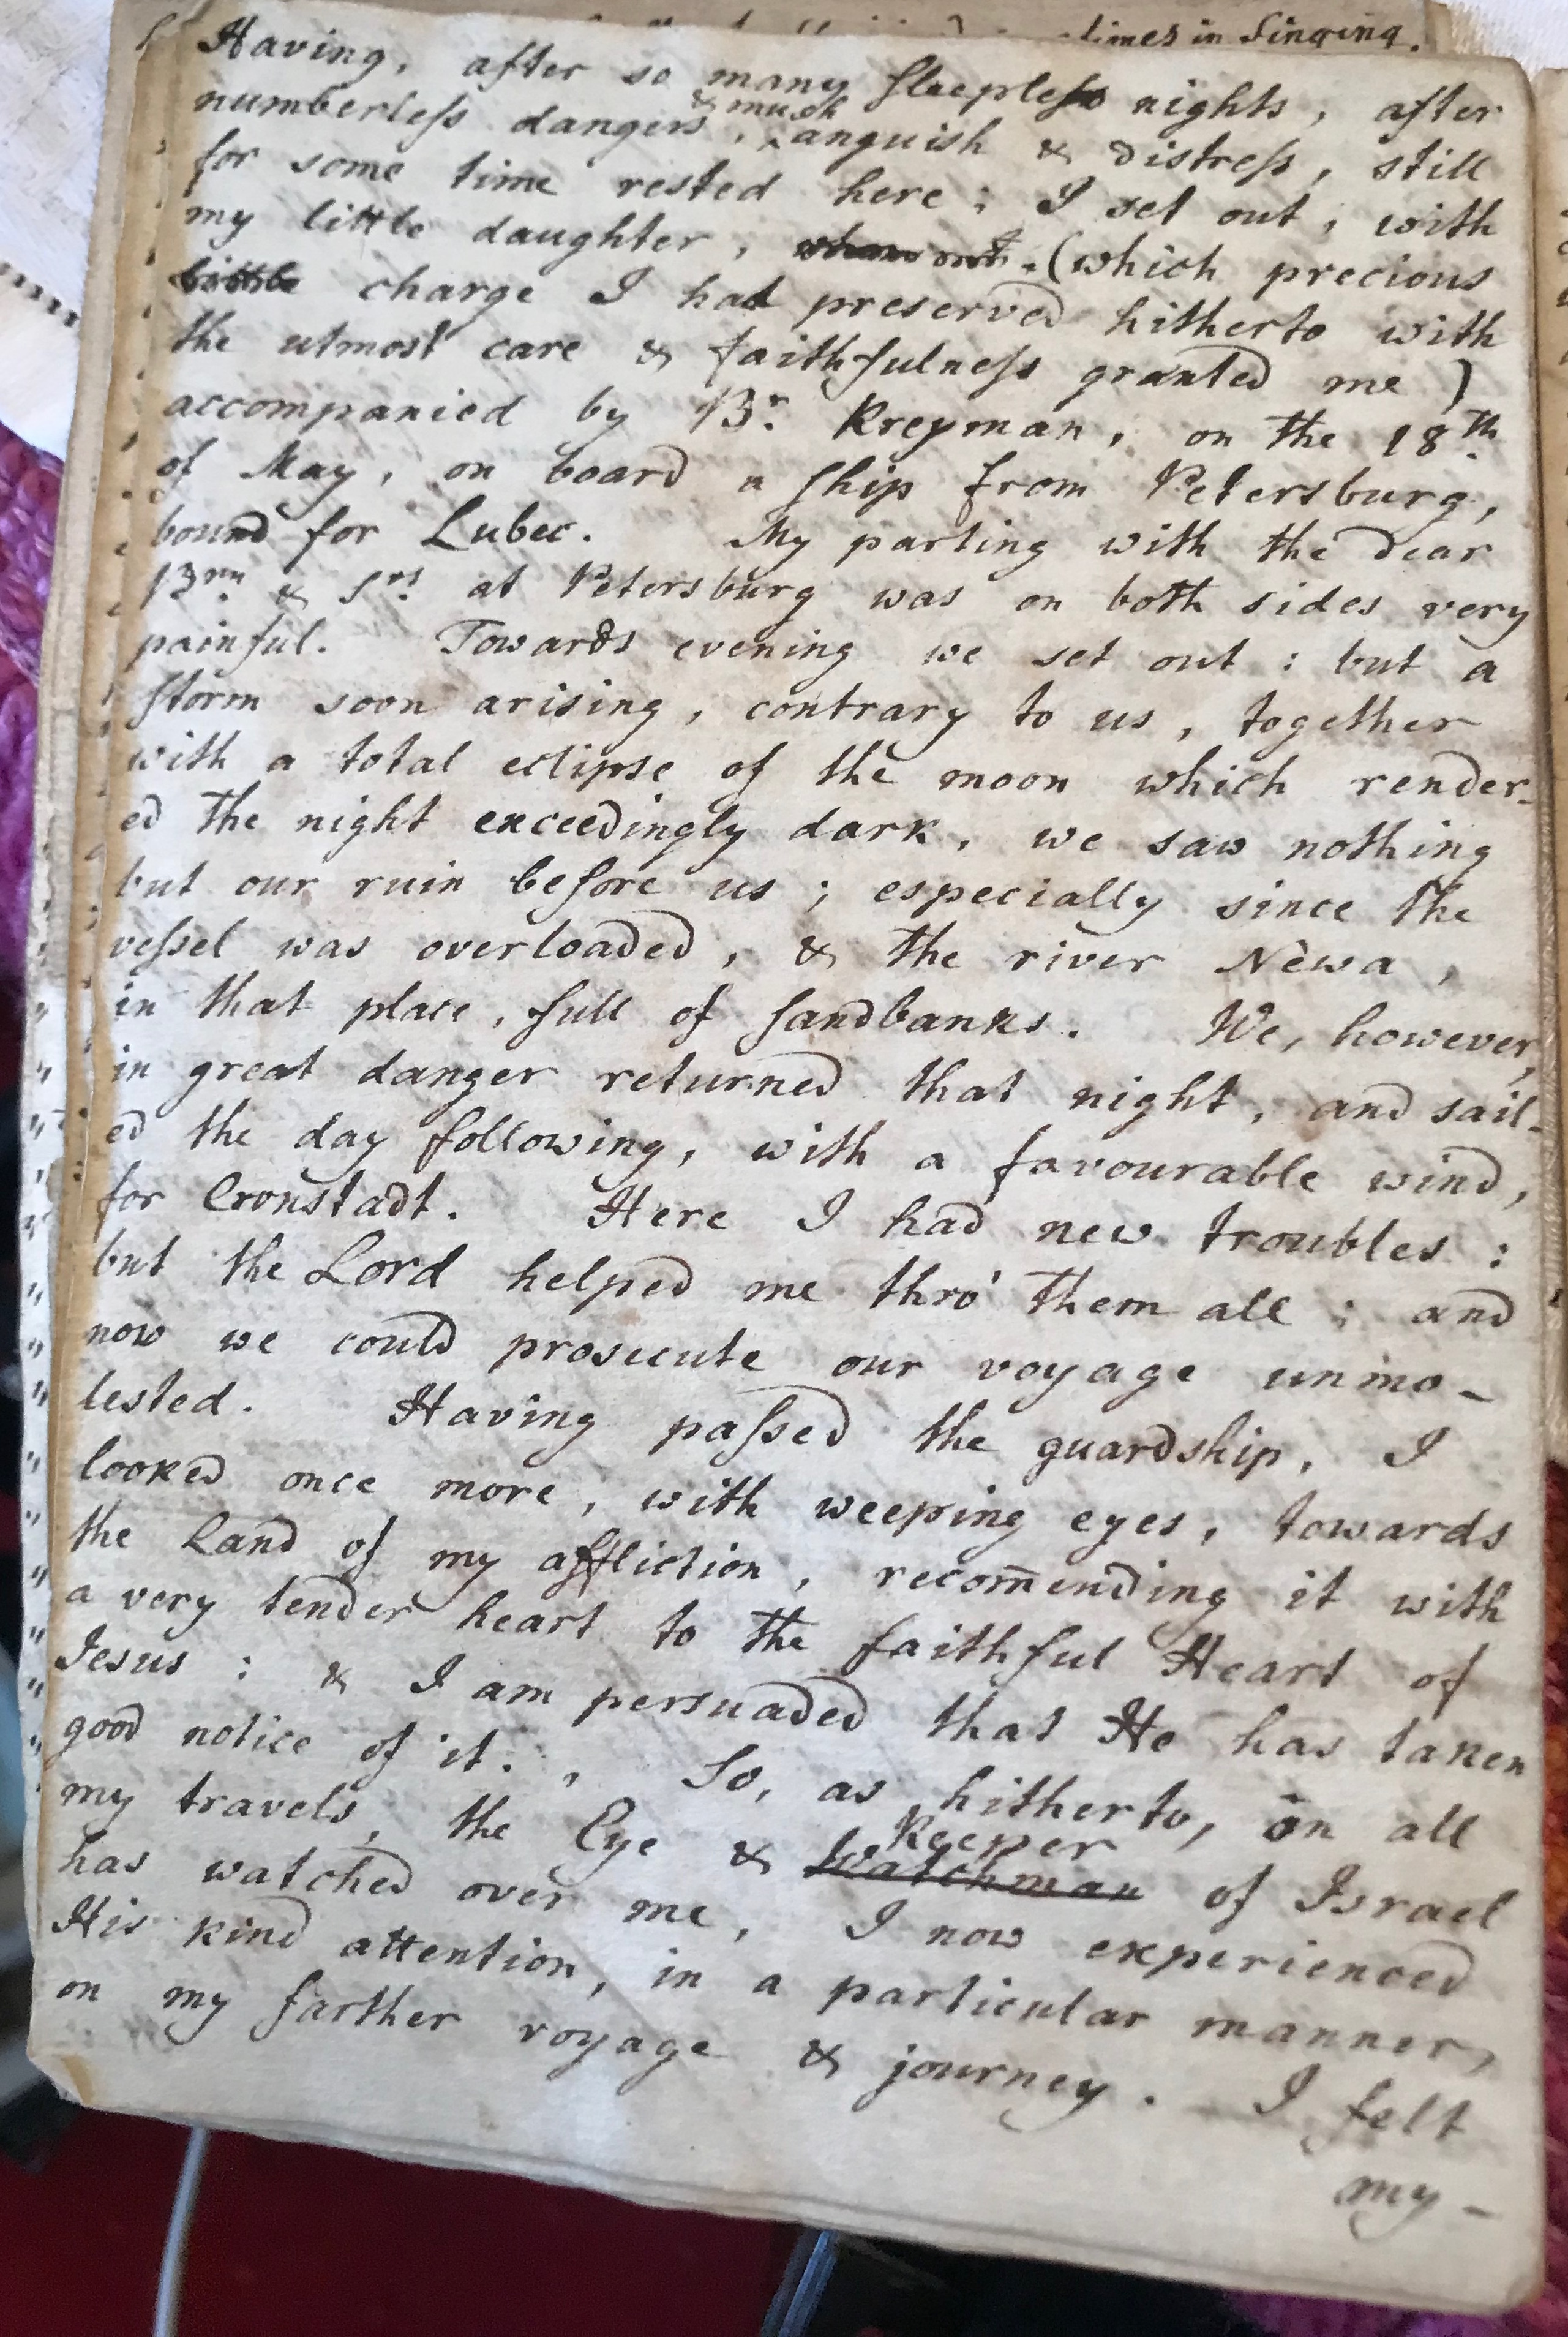 times in Singing.
Having, after so many sleepless nights, after
numberless dangers, & much anguish & distress, still
for some time rested here; I set out, with
my little daughter, (which precious
little charge I had preserved hitherto with
the utmost care & faithfulness granted me)
accompanied by Br. Kreyman, on the 18th
of May, on board a ship from Petersburg,
bound for Lubec. My parting with the dear
Brn & Srs at Petersburg was on both sides very
painful. Towards evening we set out: but a
storm soon arising, contrary to us, together
with a total eclipse of the moon which render-
ed the night exceedingly dark, we saw nothing
but our ruin before us; especially since the
vessel was overloaded, & the river Newa,
in that place, full of sandbanks. We, however,
in great danger returned that night, and sail-
ed the day following, with a favourable wind,
for Cronstadt. Here I had new troubles:
but the Lord helped me thro' them all; and
now we could prosecute our voyage unmo-
lested. Having passed the guardship, I
looked once more, with weeping eyes, towards
the Land of my affliction, recom̄ending it with
a very tender heart to the faithful Heart of
Jesus: & I am persuaded that He has taken
good notice of it. So, as hitherto, on all
my travels, the Eye & Watchman Keeper of Israel
has watched over me, I now experienced
His kind attention, in a particular manner,
on my farther voyage & journey. I felt
my-